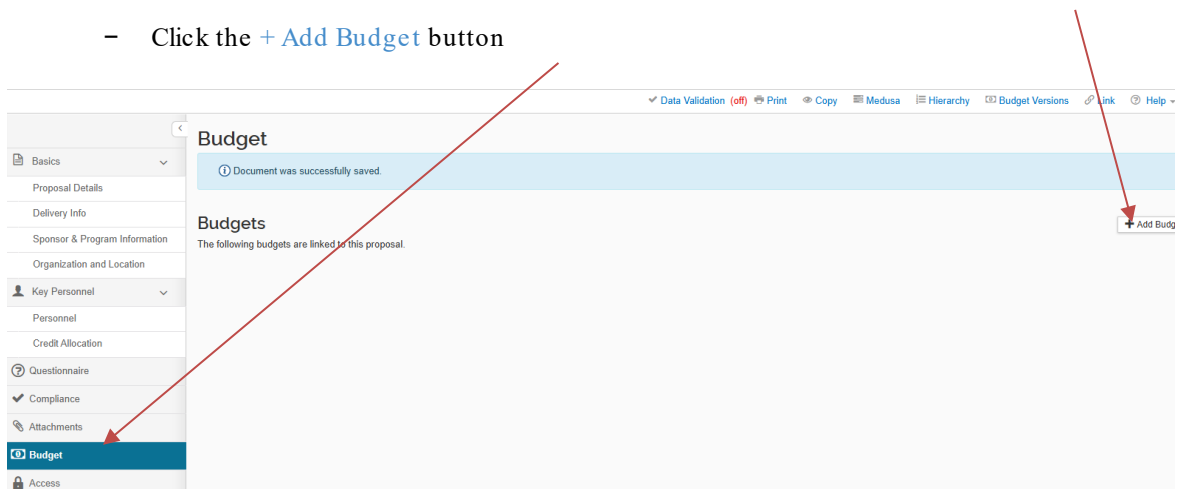 – Click the + Add Budget button
Data Validation (off) Print Copy Medusa Hierarchy Budget Versions Link Help
Budget
Document was successfully saved.
Budgets
+ Add Budg
The following budgets are linked to this proposal.
Basics
Proposal Details
Delivery Info
Sponsor & Program Information
Organization and Location
Key Personnel
Personnel
Credit Allocation
Questionnaire
Compliance
Attachments
Budget
Access